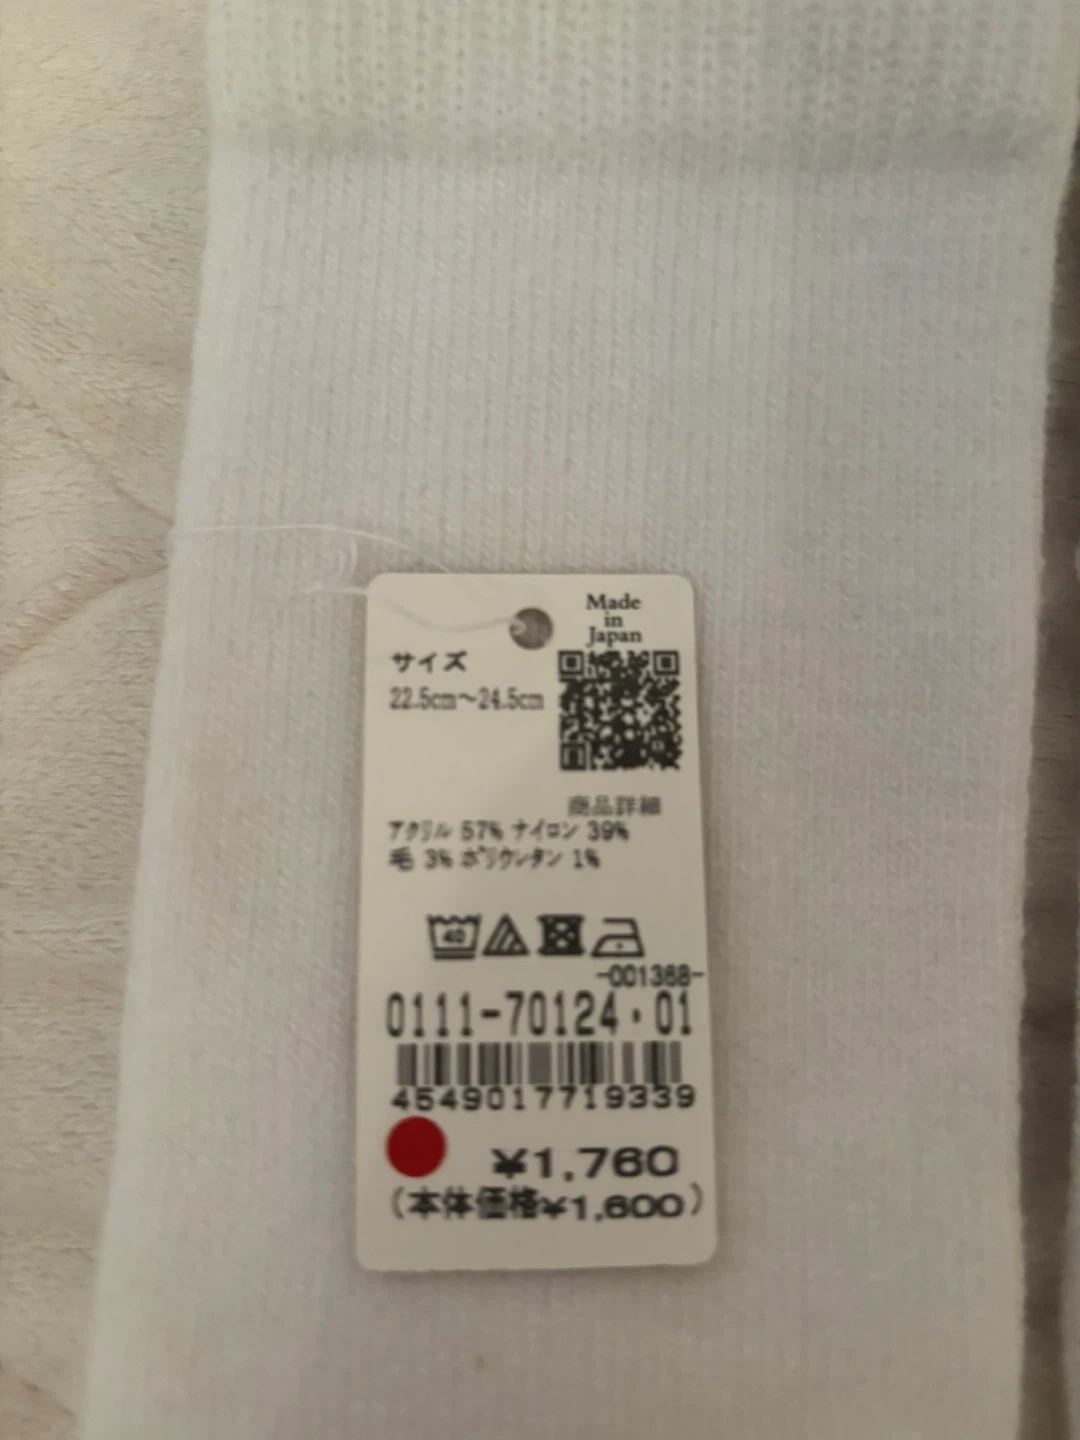 Made
in
Japan
サイズ
22.5cm〜24.5cm
商品詳細
アクリル 57% ナイロン 39%
毛 3% ポリウレタン 1%
40
-001368-
0111-70124・01
4549017719339
¥1,760
(本体価格¥1,600)